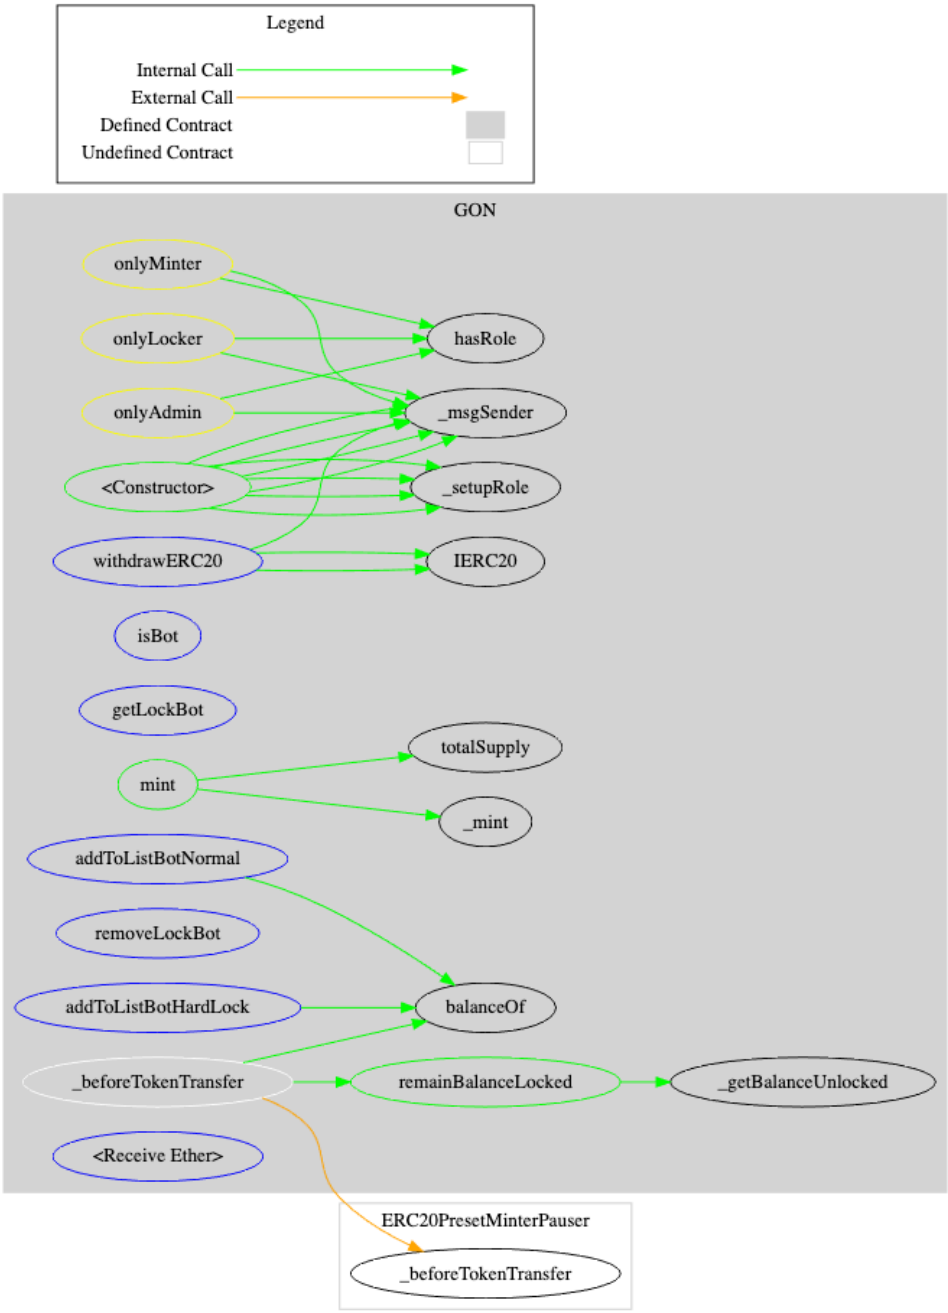 Legend
Internal Call
External Call
Defined Contract
Undefined Contract
GON
onlyMinter
onlyLocker
hasRole
onlyAdmin
_msgSender
<Constructor>
_setupRole
withdrawERC20
IERC20
isBot
getLockBot
totalSupply
mint
_mint
addToListBotNormal
removeLockBot
addToListBotHardLock
balanceOf
_beforeTokenTransfer
remainBalanceLocked
_getBalanceUnlocked
<Receive Ether>
ERC20PresetMinterPauser
_beforeTokenTransfer